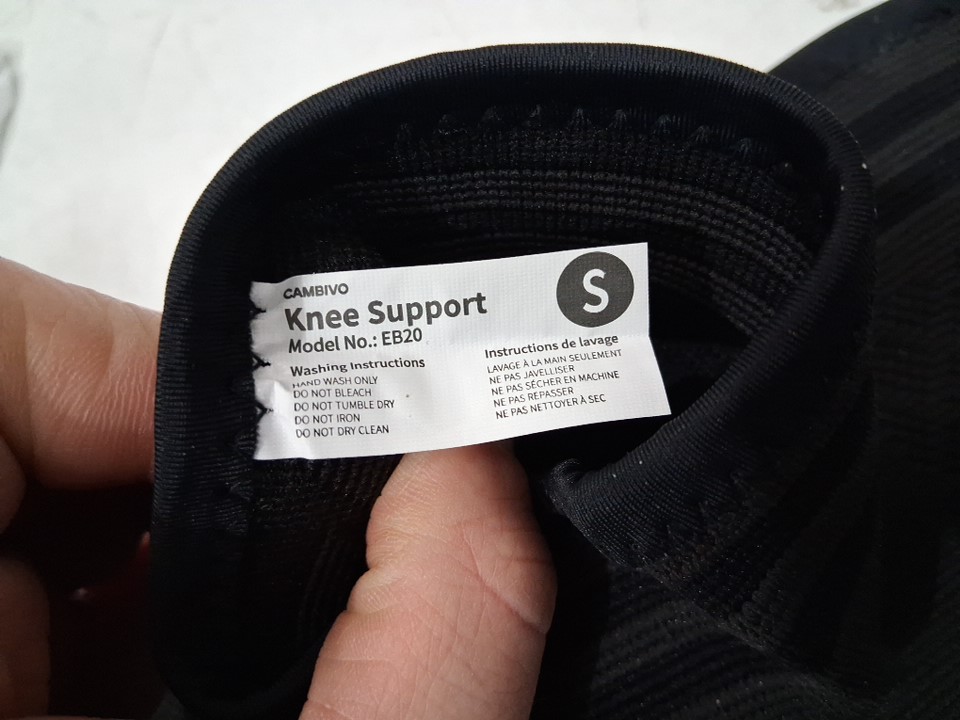 CAMBIVO
Knee Support
Model No.: EB20
S
Washing Instructions
HAND WASH ONLY
DO NOT BLEACH
DO NOT TUMBLE DRY
DO NOT IRON
DO NOT DRY CLEAN
Instructions de lavage
LAVAGE À LA MAIN SEULEMENT
NE PAS JAVELLISER
NE PAS SÉCHER EN MACHINE
NE PAS REPASSER
NE PAS NETTOYER À SEC